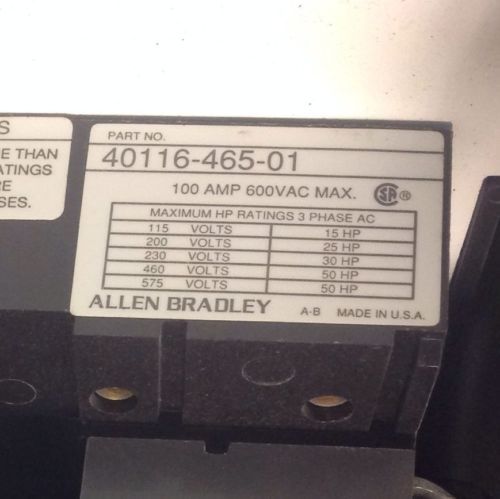 S
E THAN
ATINGS
RE
SES.
PART NO.
40116-465-01
100 AMP 600VAC MAX. SA ®
MAXIMUM HP RATINGS 3 PHASE AC
115 VOLTS 15 HP
200 VOLTS 25 HP
230 VOLTS 30 HP
460 VOLTS 50 HP
575 VOLTS 50 HP
ALLEN BRADLEY A-B MADE IN U.S.A.